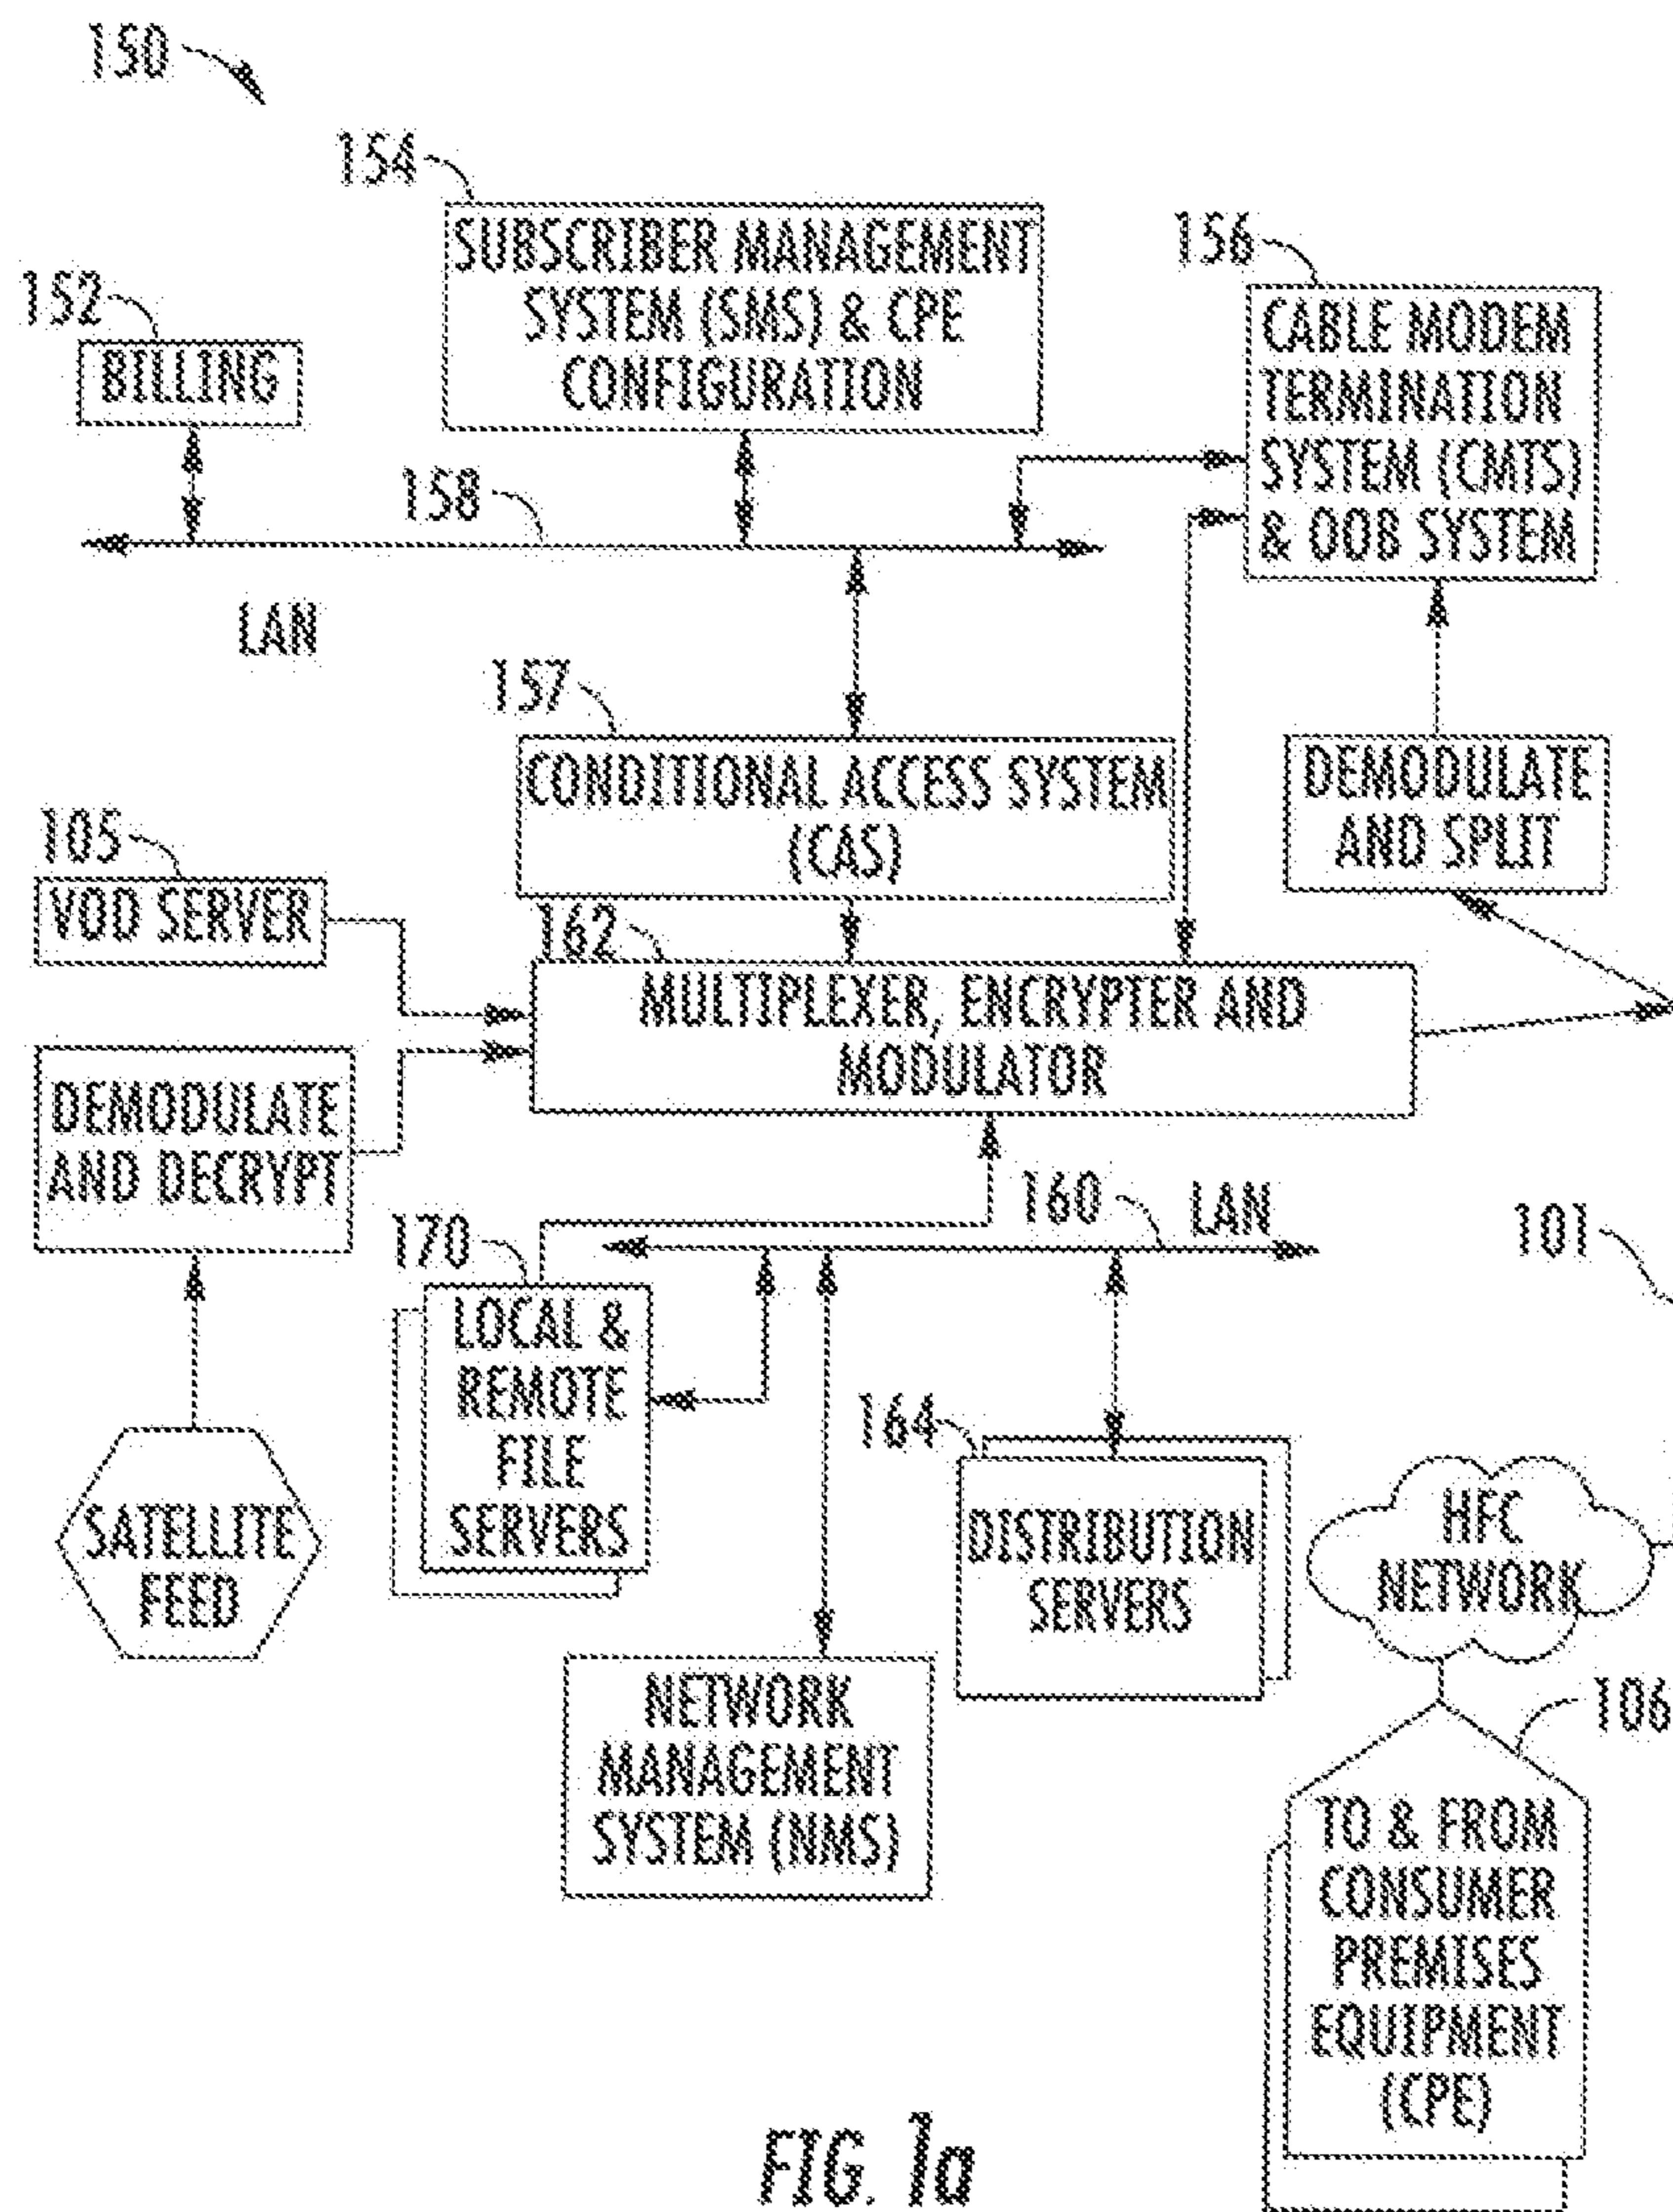 150
154
SUBSCRIBER MANAGEMENT
SYSTEM (SMS) & CPE
CONFIGURATION
156
CABLE MODEM
TERMINATION
SYSTEM (CMTS)
& OOB SYSTEM
152
BILLING
158
LAN
157
CONDITIONAL ACCESS SYSTEM
(CAS)
DEMODULATE
AND SPLIT
105
VOD SERVER
162
MULTIPLEXER, ENCRYPTER AND
MODULATOR
DEMODULATE
AND DECRYPT
160
LAN
101
170
LOCAL &
REMOTE
FILE
SERVERS
164
DISTRIBUTION
SERVERS
SATELLITE
FEED
HFC
NETWORK
NETWORK
MANAGEMENT
SYSTEM (NMS)
106
TO & FROM
CONSUMER
PREMISES
EQUIPMENT
(CPE)
FIG. 1a